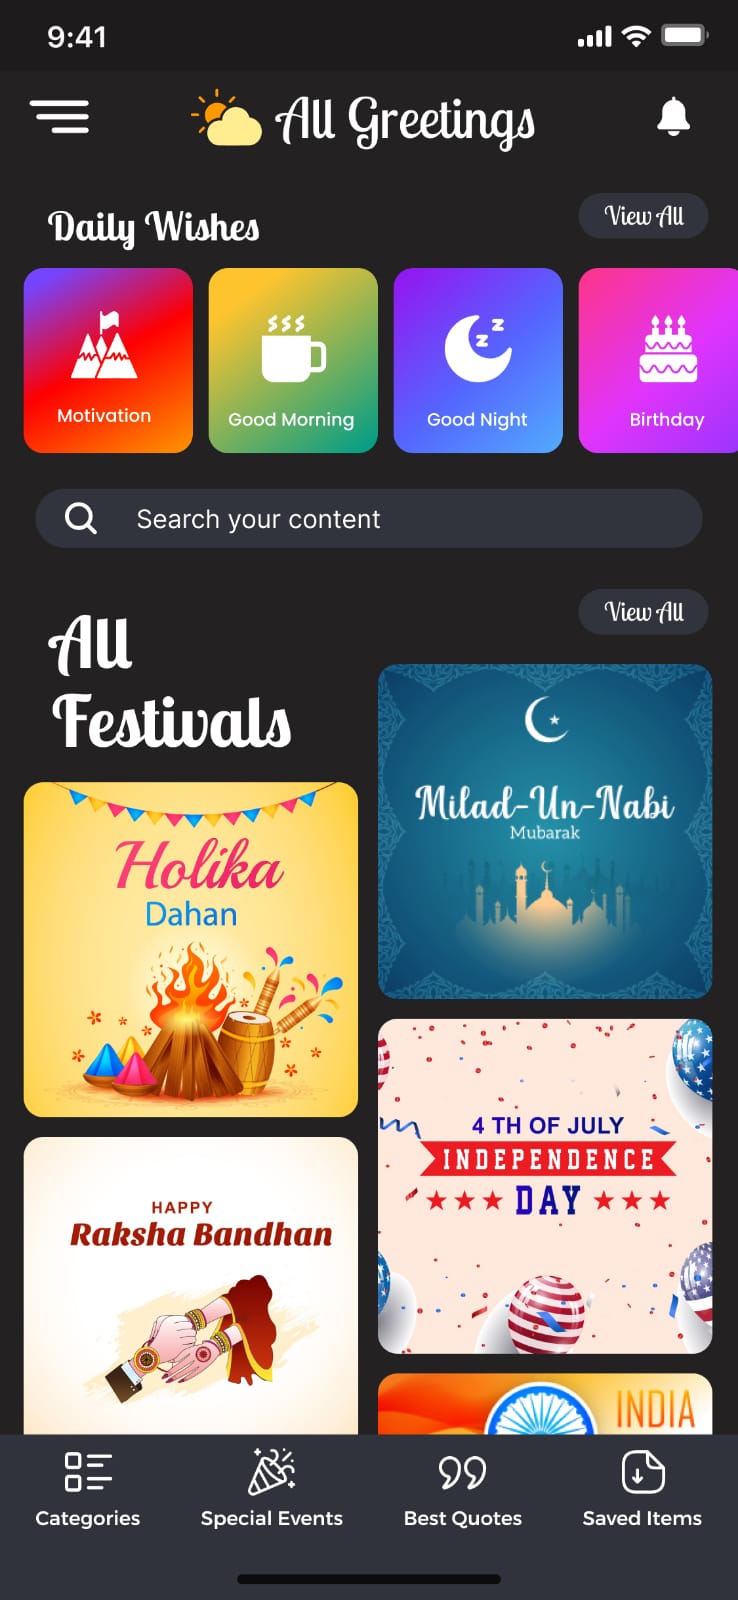 9:41
All Greetings
Daily Wishes
View All
Motivation
Good Morning
Good Night
Birthday
Search your content
View All
All
Festivals
Milad-Un-Nabi
Mubarak
Holika
Dahan
4 TH OF JULY
INDEPENDENCE
DAY
HAPPY
Raksha Bandhan
INDIA
Categories
Special Events
Best Quotes
Saved Items